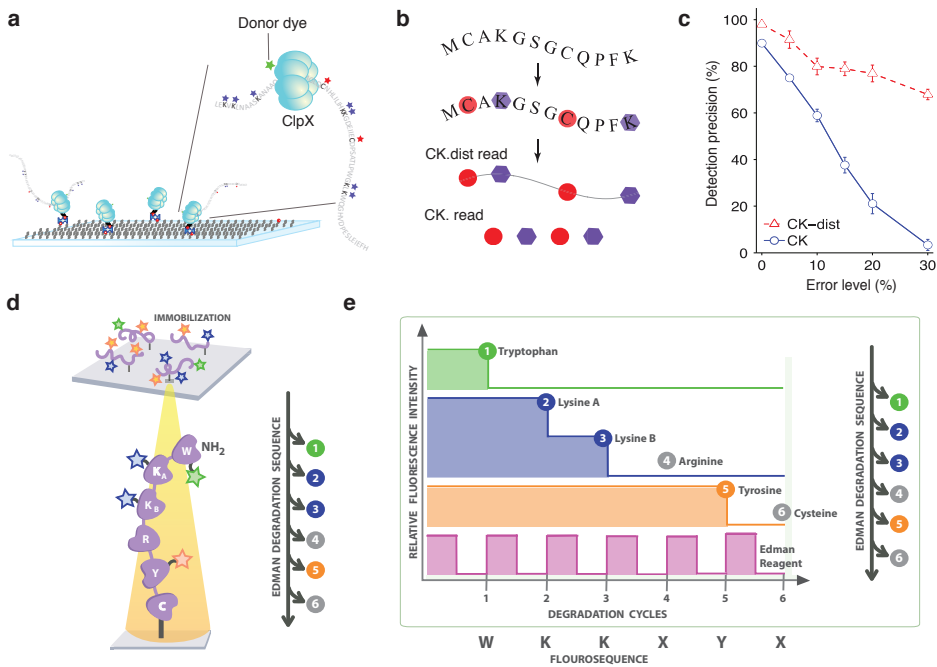 a
Donor dye
ClpX
b
MCAKGSGCQPFK
MCAKGSGCQPFK
CK.dist read
CK. read
c
Detection precision (%)
100
80
60
40
20
0
CK-dist
CK
0 10 20 30
Error level (%)
d
IMMOBILIZATION
NH2
W
KA
KB
R
Y
C
EDMAN DEGRADATION SEQUENCE
1
2
3
4
5
6
e
RELATIVE FLUORESCENCE INTENSITY
1 Tryptophan
2 Lysine A
3 Lysine B
4 Arginine
5 Tyrosine
6 Cysteine
Edman
Reagent
1 2 3 4 5 6
DEGRADATION CYCLES
W K K X Y X
FLOUROSEQUENCE
EDMAN DEGRADATION SEQUENCE
1
2
3
4
5
6